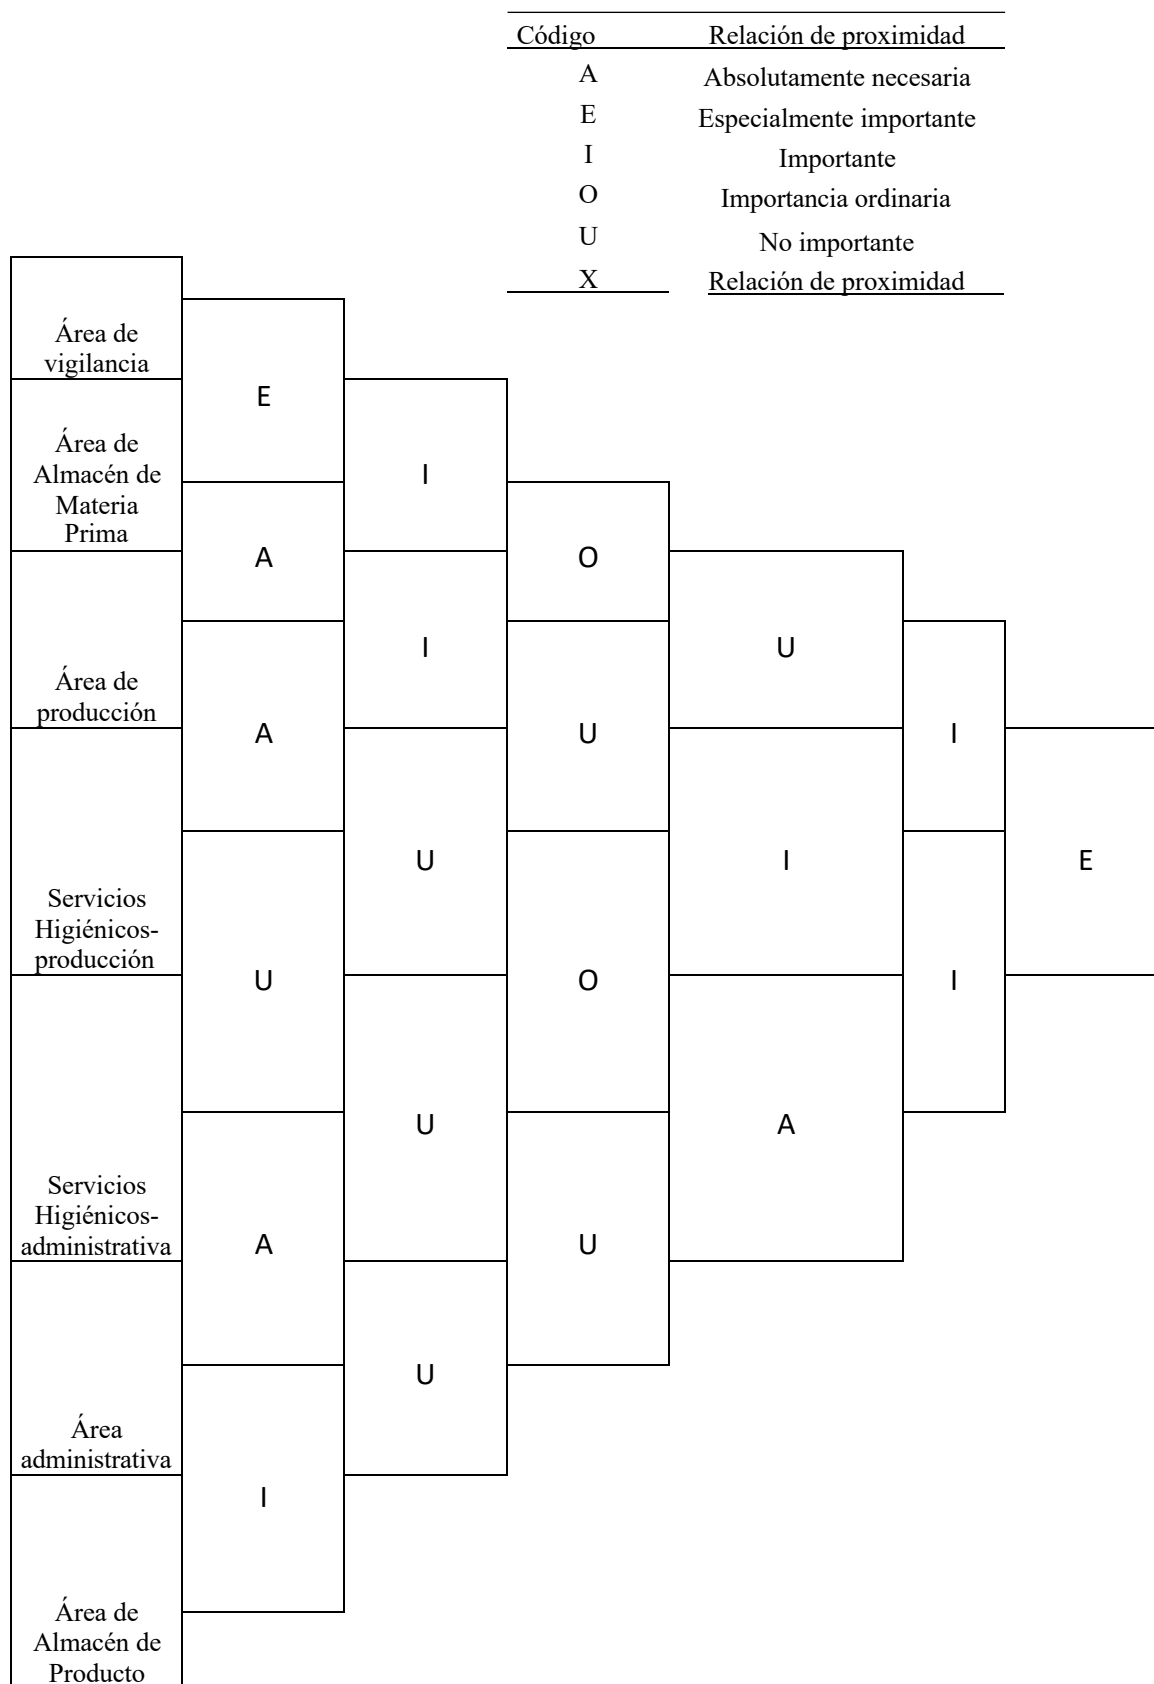 Código Relación de proximidad
A Absolutamente necesaria
E Especialmente importante
I Importante
O Importancia ordinaria
U No importante
X Relación de proximidad
Área de
vigilancia
E
Área de
Almacén de
Materia
Prima
I
A
O
I
U
Área de
producción
A
U
I
U
I
E
Servicios
Higiénicos-
producción
U
O
I
U
A
Servicios
Higiénicos-
administrativa
A
U
U
Área
administrativa
I
Área de
Almacén de
Producto